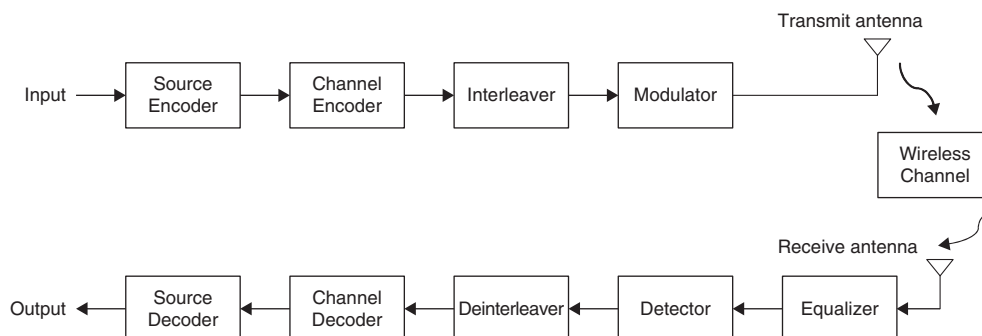 Transmit antenna
Input
Source
Encoder
Channel
Encoder
Interleaver
Modulator
Wireless
Channel
Receive antenna
Output
Source
Decoder
Channel
Decoder
Deinterleaver
Detector
Equalizer